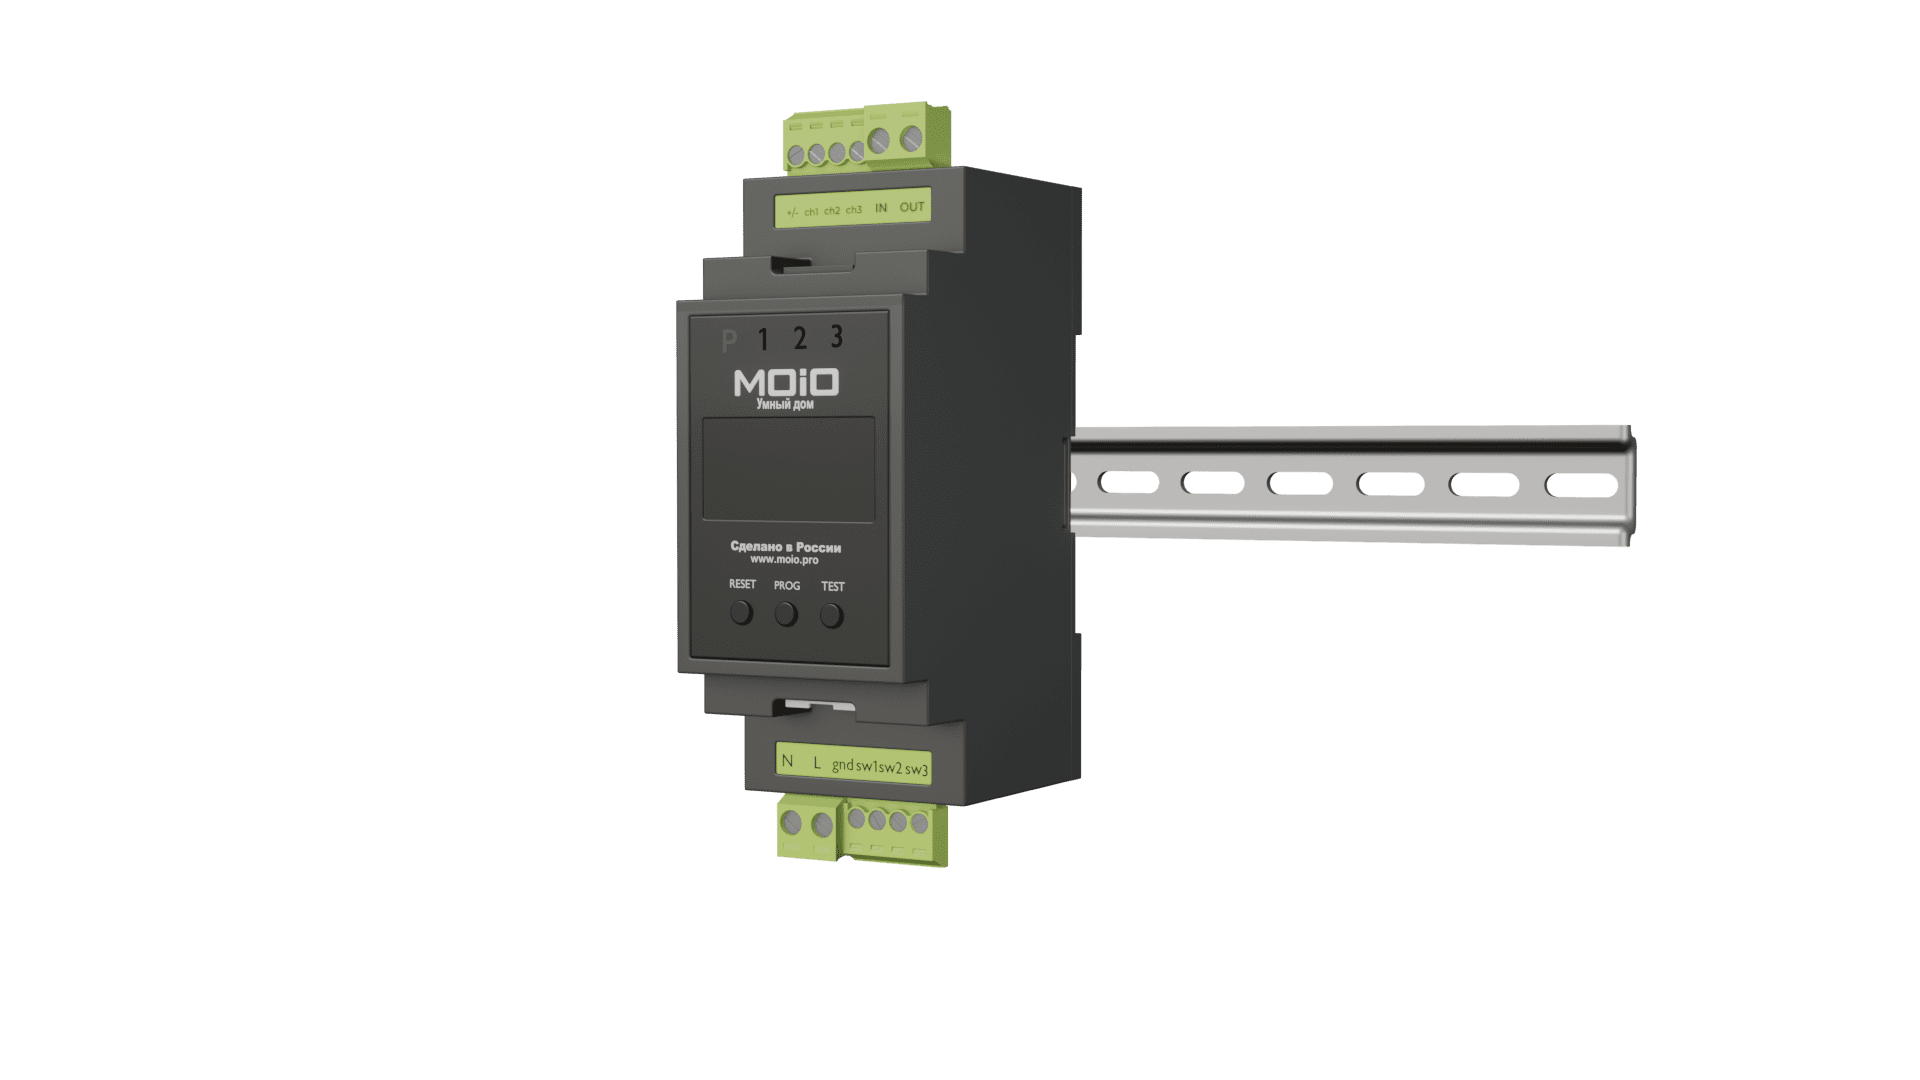 +/- ch1 ch2 ch3 IN OUT
P 1 2 3
MOiO
Умный дом
Сделано в России
www.moio.pro
RESET PROG TEST
N L gnd sw1 sw2 sw3